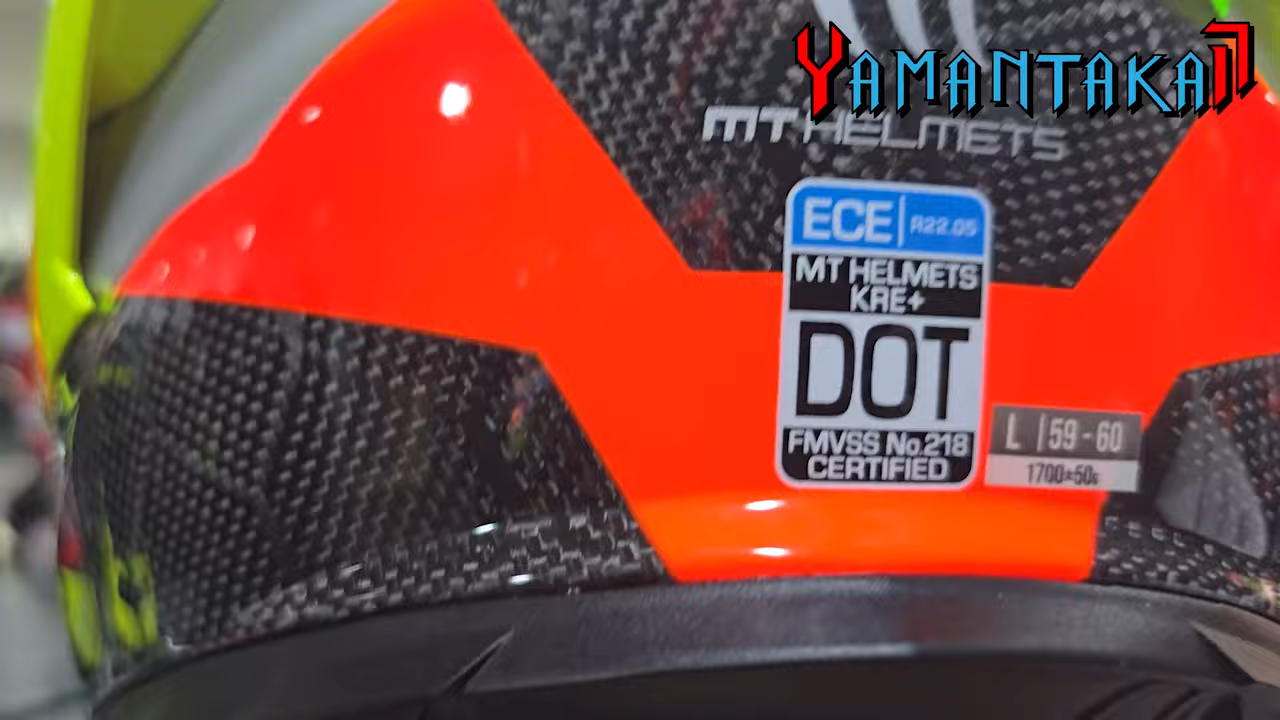 YAMANTAKA
MT HELMETS
ECE R22.05
MT HELMETS
KRE+
DOT
FMVSS No.218
CERTIFIED
L | 59 - 60
1700±50g